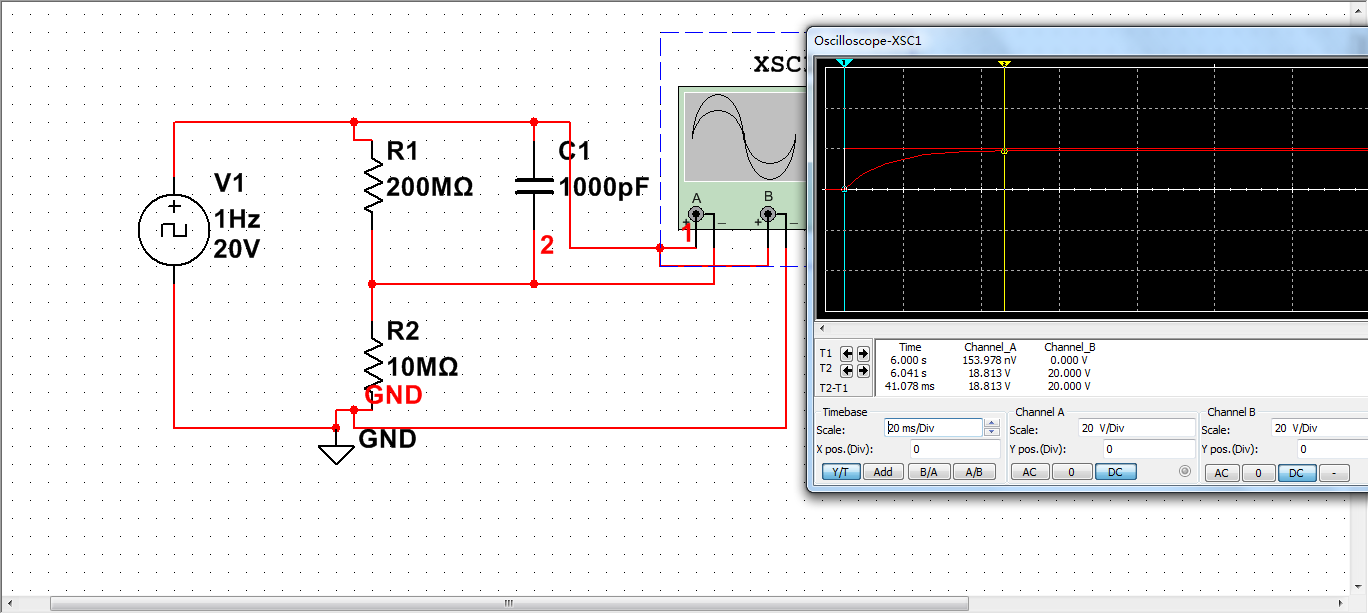 V1
1Hz
20V
R1
200MΩ
C1
1000pF
2
R2
10MΩ
GND
GND
XSC
A
B
+
–
+
–
1
Oscilloscope-XSC1
1
2
T1
T2
T2-T1
Time Channel_A Channel_B
6.000 s 153.978 nV 0.000 V
6.041 s 18.813 V 20.000 V
41.078 ms 18.813 V 20.000 V
Timebase
Scale: 20 ms/Div
X pos.(Div): 0
Y/T Add B/A A/B
Channel A
Scale: 20 V/Div
Y pos.(Div): 0
AC 0 DC
Channel B
Scale: 20 V/Div
Y pos.(Div): 0
AC 0 DC -